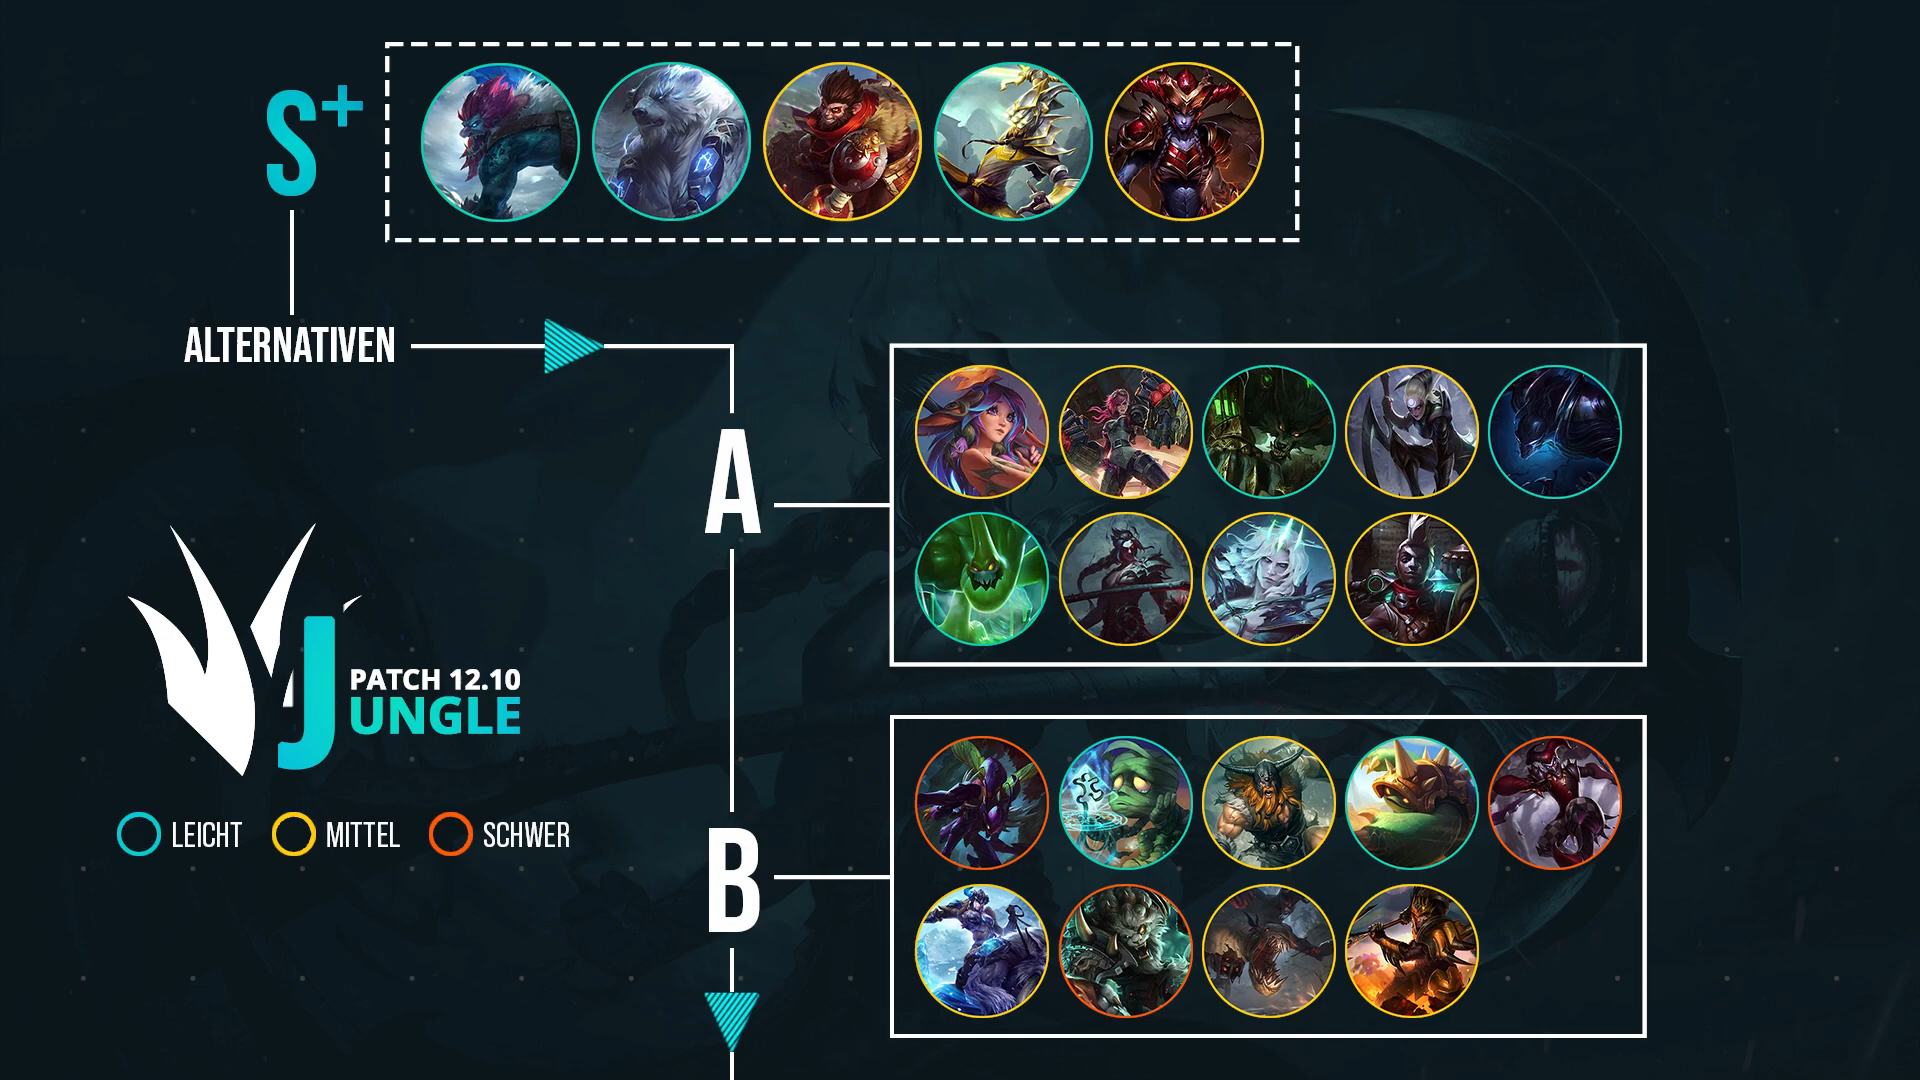 S+
ALTERNATIVEN
A
PATCH 12.10
JUNGLE
LEICHT MITTEL SCHWER
B